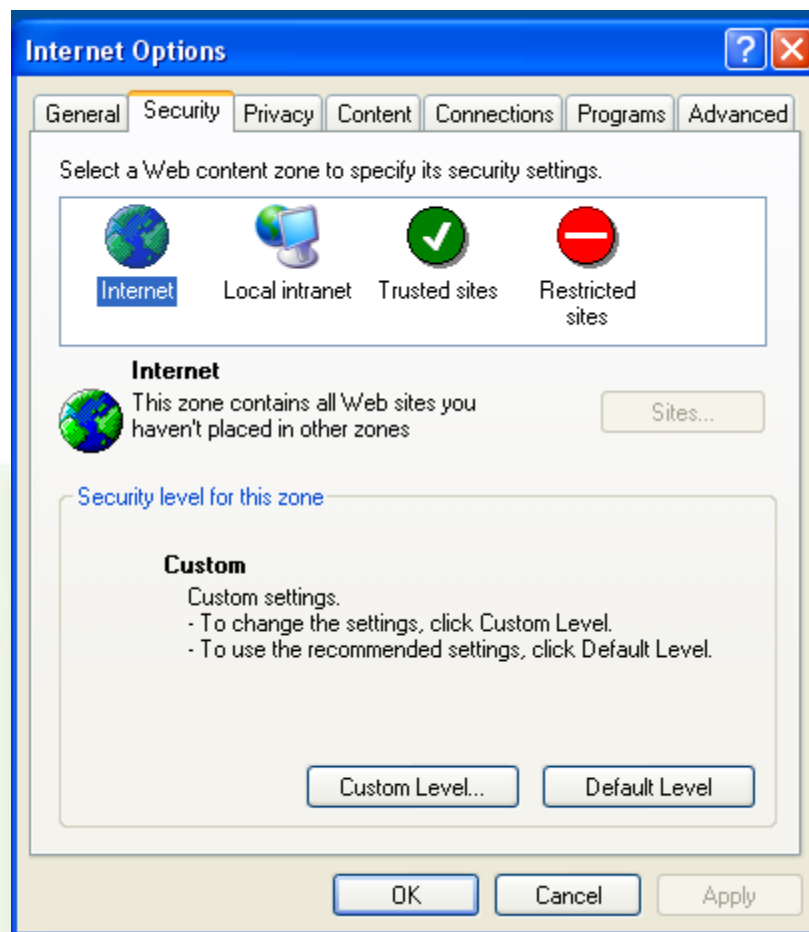 Internet Options
General Security Privacy Content Connections Programs Advanced
Select a Web content zone to specify its security settings.
Internet Local intranet Trusted sites Restricted
sites
Internet
This zone contains all Web sites you
haven't placed in other zones
Sites...
Security level for this zone
Custom
Custom settings.
- To change the settings, click Custom Level.
- To use the recommended settings, click Default Level.
Custom Level... Default Level
OK Cancel Apply